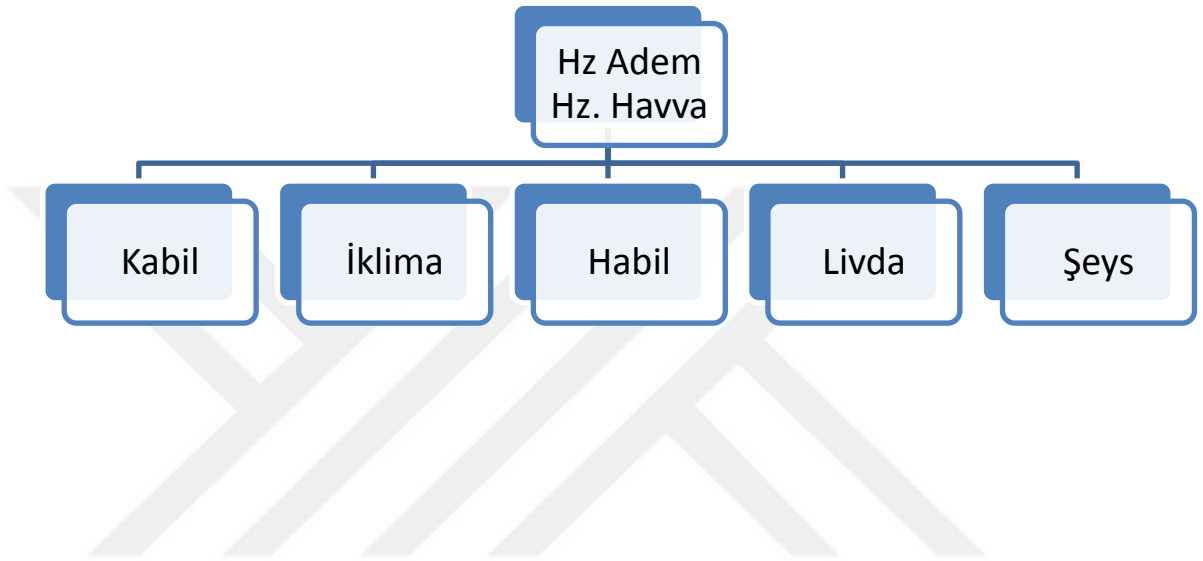 Hz Adem
Hz. Havva
Kabil
İklima
Habil
Livda
Şeys